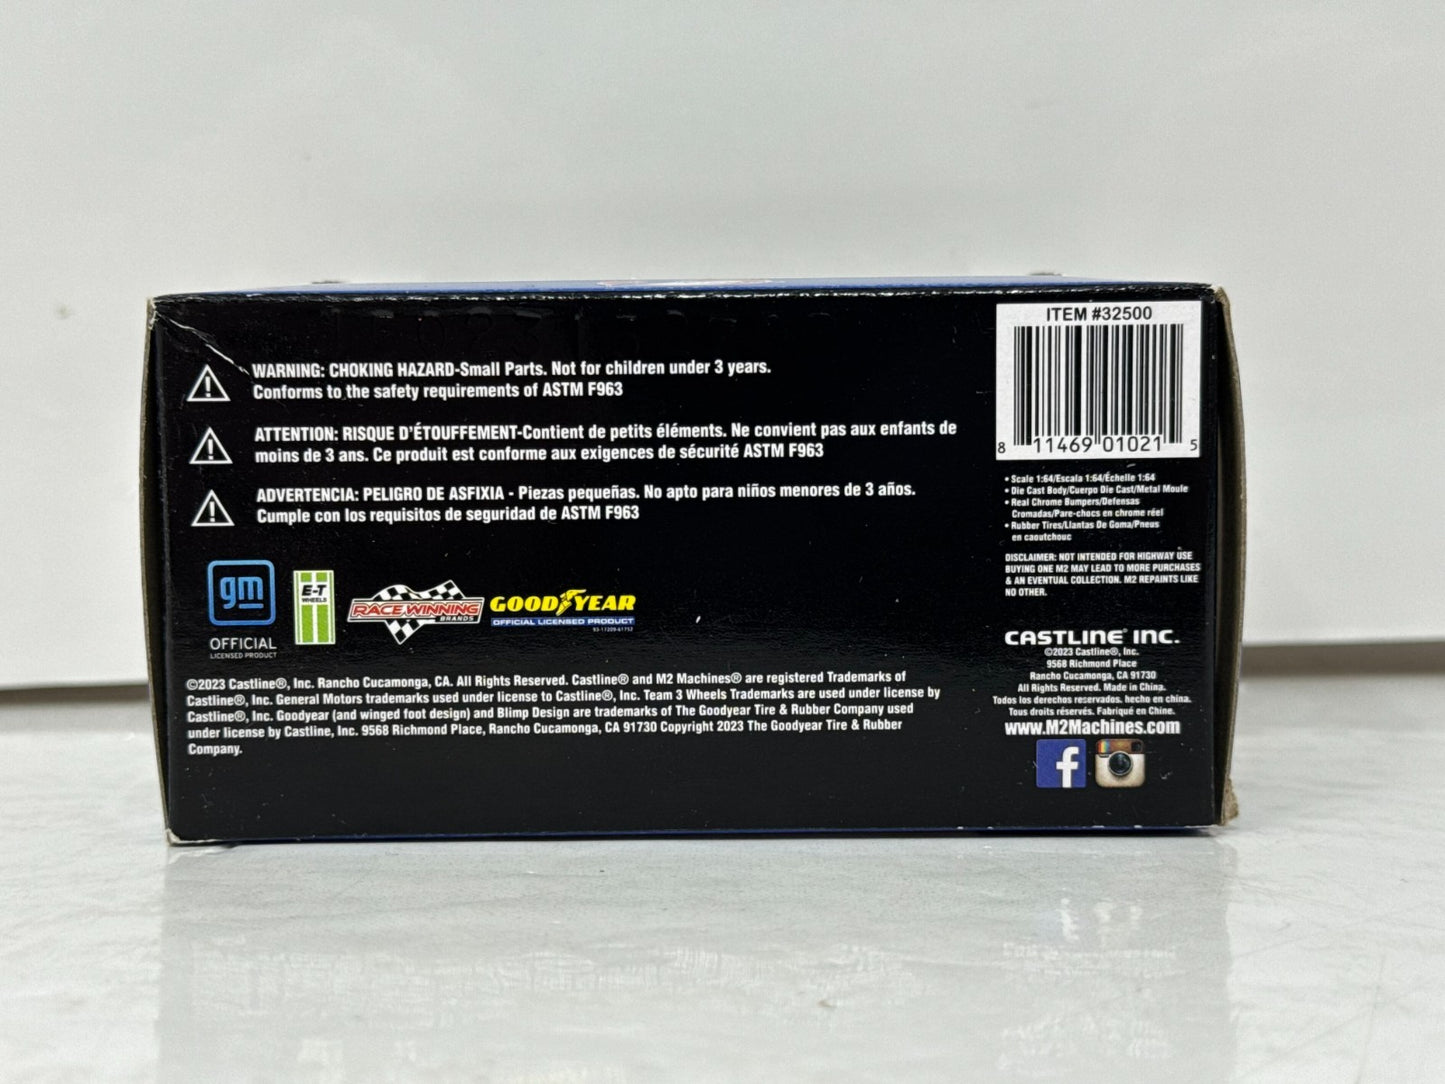 WARNING: CHOKING HAZARD-Small Parts. Not for children under 3 years.
Conforms to the safety requirements of ASTM F963
ATTENTION: RISQUE D'ÉTOUFFEMENT-Contient de petits éléments. Ne convient pas aux enfants de
moins de 3 ans. Ce produit est conforme aux exigences de sécurité ASTM F963
ADVERTENCIA: PELIGRO DE ASFIXIA - Piezas pequeñas. No apto para niños menores de 3 años.
Cumple con los requisitos de seguridad de ASTM F963
gm
OFFICIAL
LICENSED PRODUCT
E-T
WHEELS
RACE WINNING
BRANDS
GOODYEAR
OFFICIAL LICENSED PRODUCT
©2023 Castline®, Inc. Rancho Cucamonga, CA. All Rights Reserved. Castline® and M2 Machines® are registered Trademarks of
Castline®, Inc. General Motors trademarks used under license to Castline®, Inc. Team 3 Wheels Trademarks are used under license by
Castline®, Inc. Goodyear (and winged foot design) and Blimp Design are trademarks of The Goodyear Tire & Rubber Company used
under license by Castline, Inc. 9568 Richmond Place, Rancho Cucamonga, CA 91730 Copyright 2023 The Goodyear Tire & Rubber
Company.
ITEM #32500
8 11469 01021 5
• Scale 1:64/Escala 1:64/Échelle 1:64
• Die Cast Body/Cuerpo Die Cast/Metal Moule
• Real Chrome Bumpers/Defensas
Cromadas/Pare-chocs en chrome réel
• Rubber Tires/Llantas De Goma/Pneus
en caoutchouc
DISCLAIMER: NOT INTENDED FOR HIGHWAY USE
BUYING ONE M2 MAY LEAD TO MORE PURCHASES
& AN EVENTUAL COLLECTION. M2 REPAINTS LIKE
NO OTHER.
CASTLINE® INC.
©2023 Castline®, Inc.
9568 Richmond Place
Rancho Cucamonga, CA 91730
All Rights Reserved. Made in China.
Todos los derechos reservados. hecho en china.
Tous droits réservés. Fabriqué en Chine.
www.M2Machines.com
f